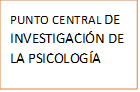 PUNTO CENTRAL DE
INVESTIGACIÓN DE
LA PSICOLOGÍA